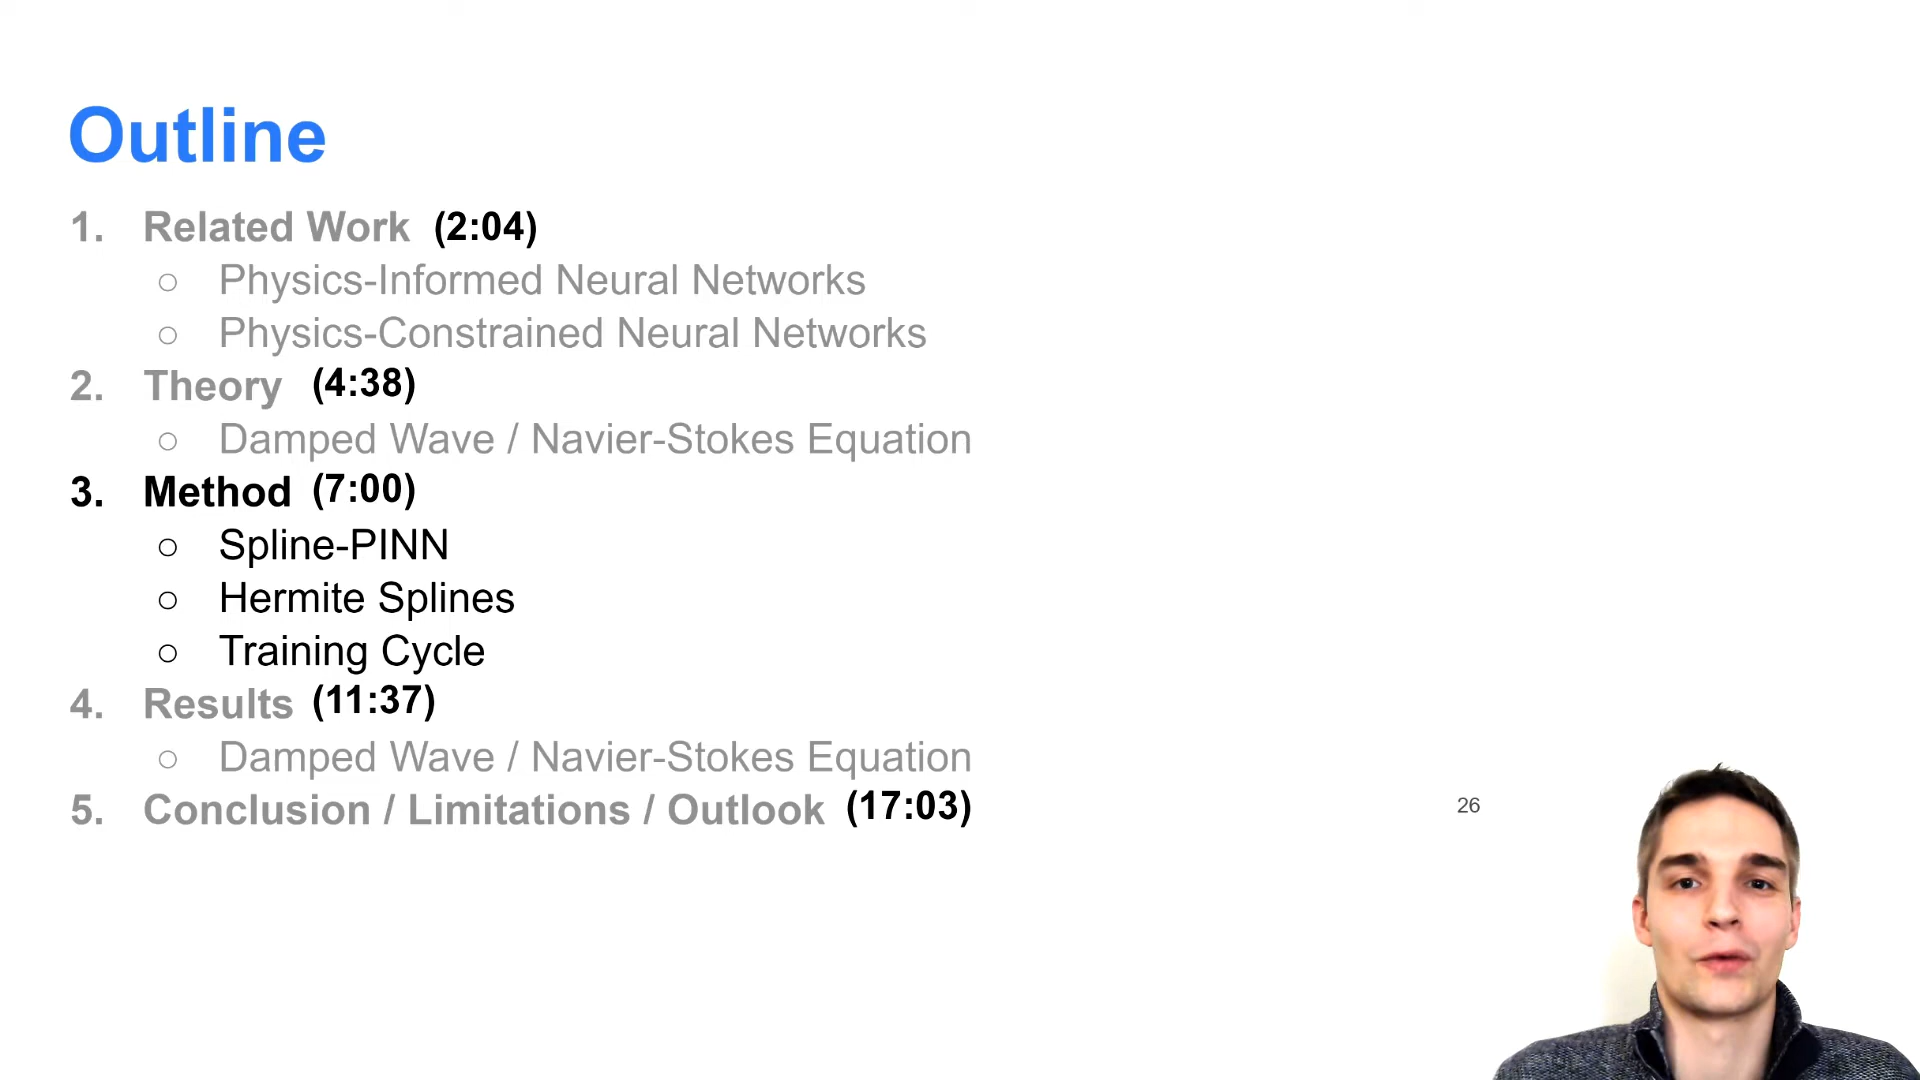 Outline
1. Related Work (2:04)
○ Physics-Informed Neural Networks
○ Physics-Constrained Neural Networks
2. Theory (4:38)
○ Damped Wave / Navier-Stokes Equation
3. Method (7:00)
○ Spline-PINN
○ Hermite Splines
○ Training Cycle
4. Results (11:37)
○ Damped Wave / Navier-Stokes Equation
5. Conclusion / Limitations / Outlook (17:03)
26